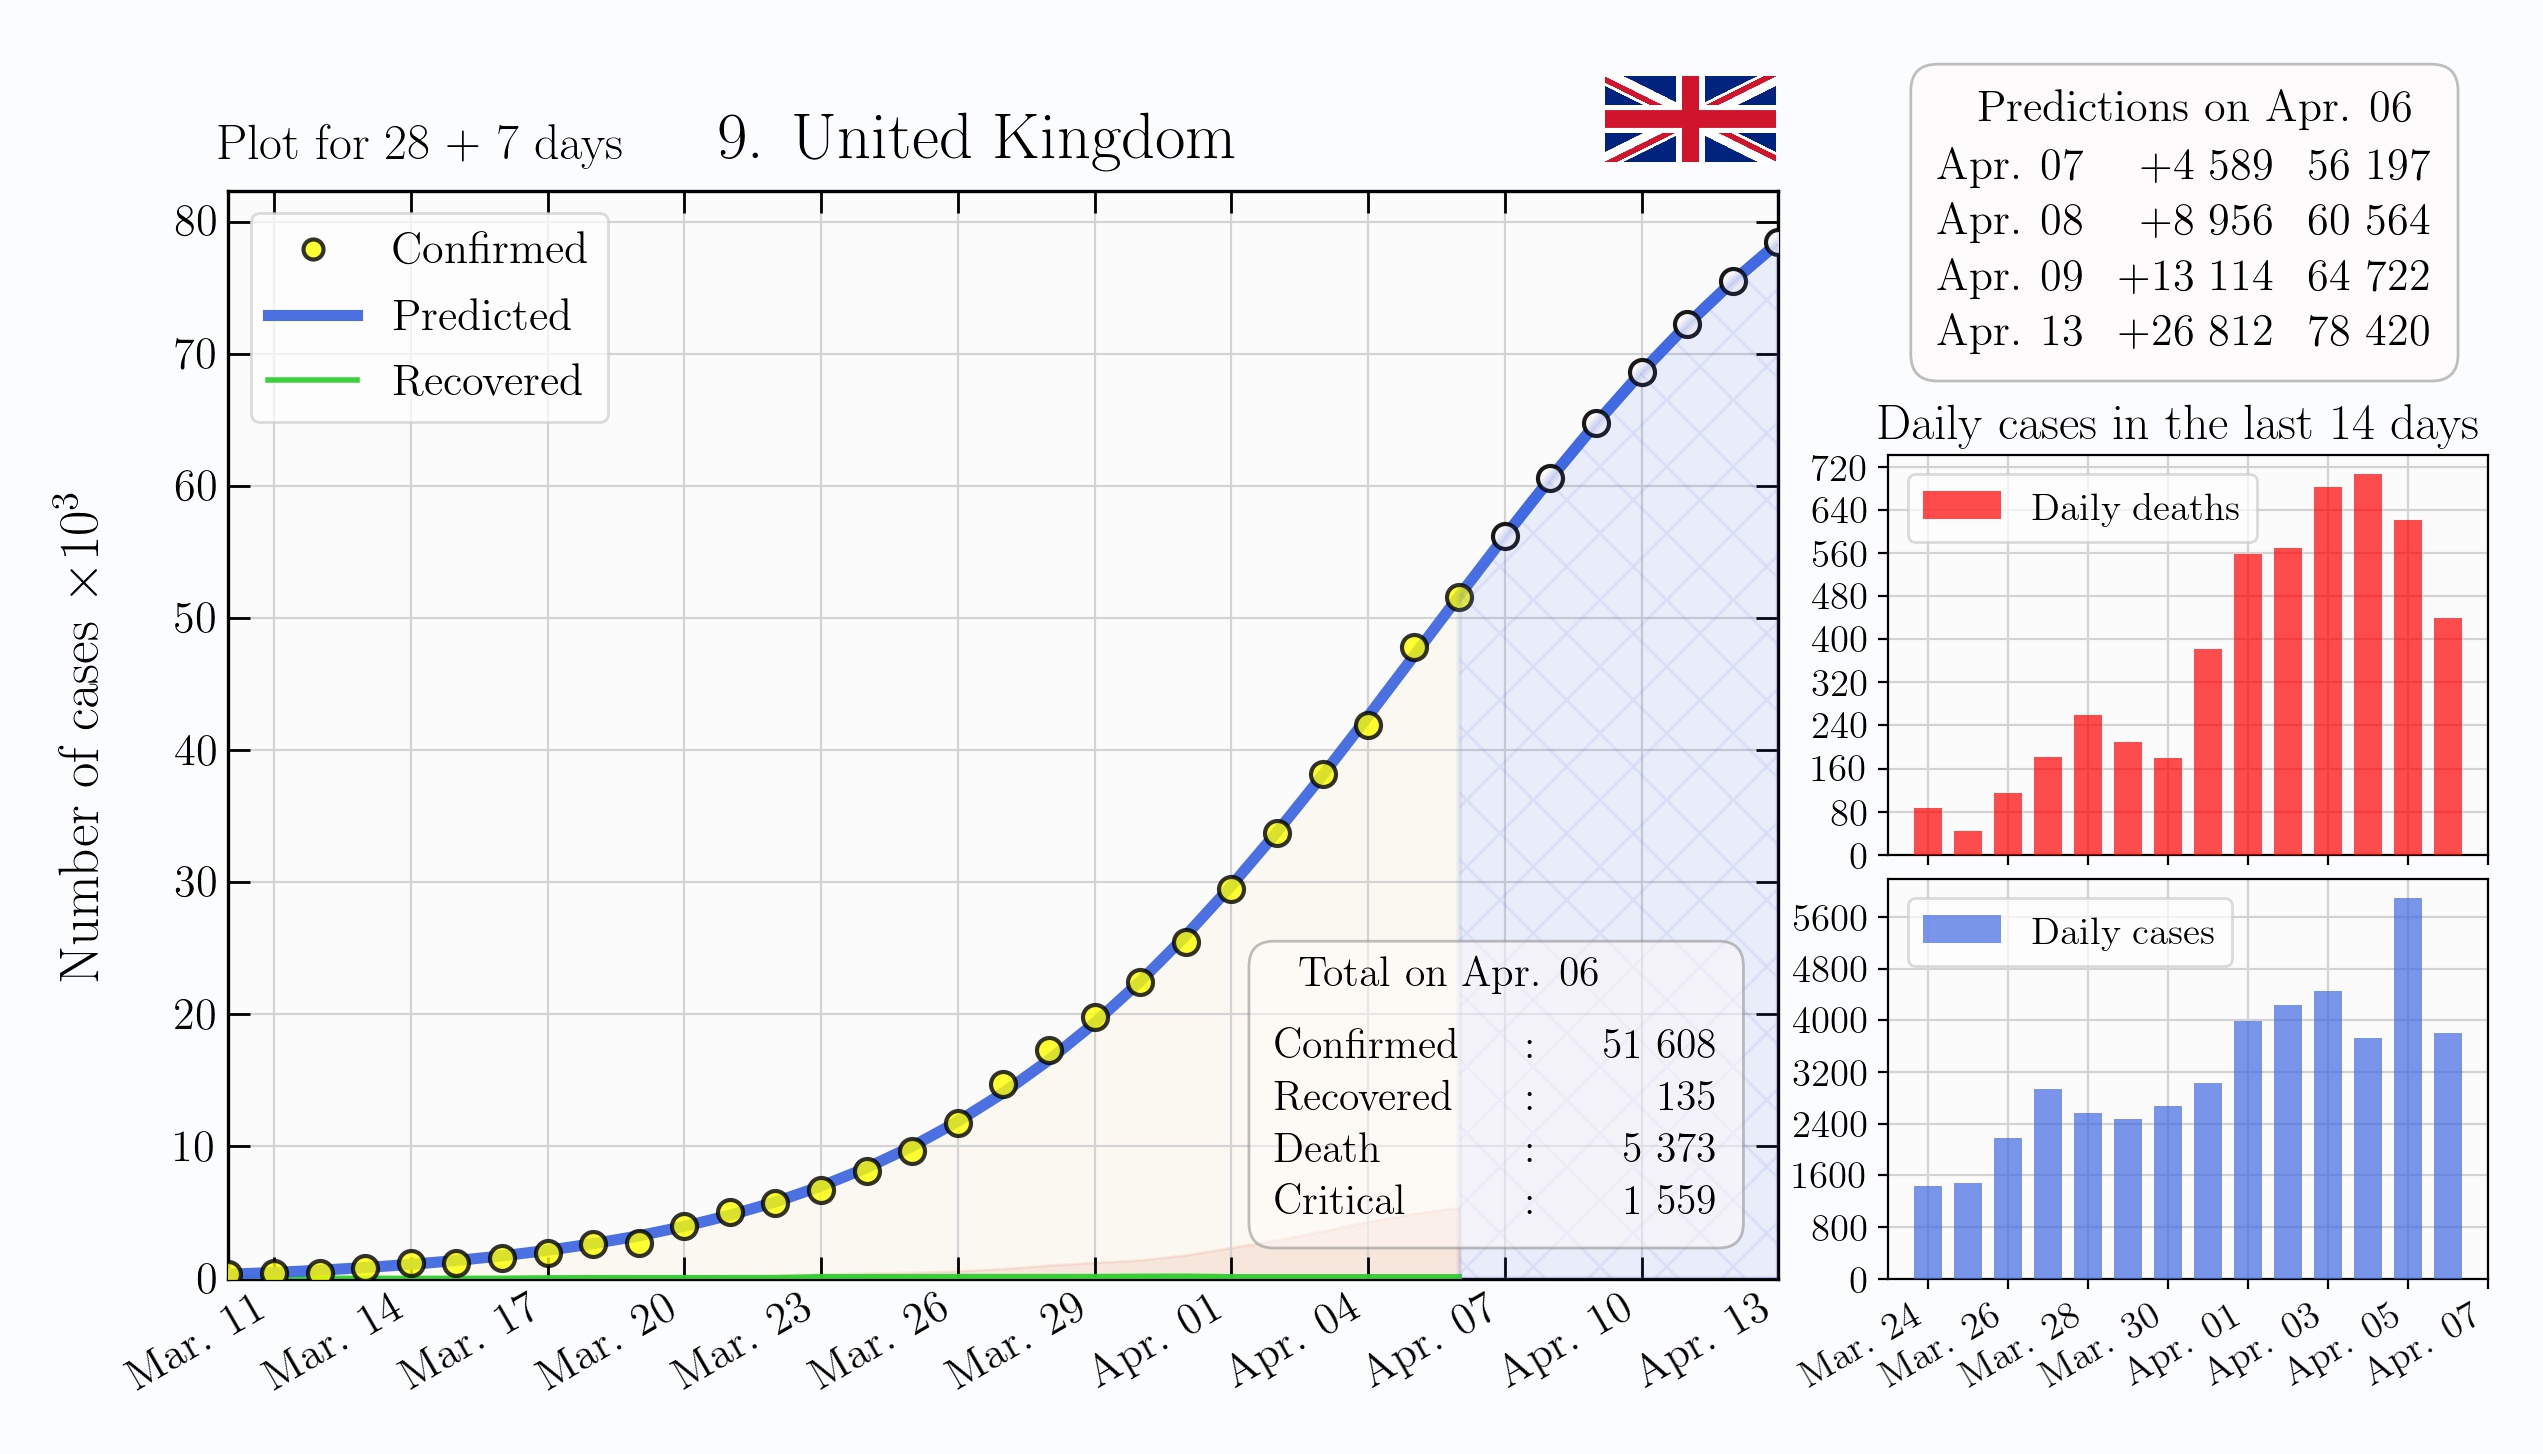 Plot for 28 + 7 days
9. United Kingdom
Number of cases ×10³
80
70
60
50
40
30
20
10
0
Confirmed
Predicted
Recovered
Total on Apr. 06
Confirmed : 51 608
Recovered : 135
Death : 5 373
Critical : 1 559
Mar. 11
Mar. 14
Mar. 17
Mar. 20
Mar. 23
Mar. 26
Mar. 29
Apr. 01
Apr. 04
Apr. 07
Apr. 10
Apr. 13
Predictions on Apr. 06
Apr. 07 +4 589 56 197
Apr. 08 +8 956 60 564
Apr. 09 +13 114 64 722
Apr. 13 +26 812 78 420
Daily cases in the last 14 days
720
640
560
480
400
320
240
160
80
0
Daily deaths
5600
4800
4000
3200
2400
1600
800
0
Daily cases
Mar. 24
Mar. 26
Mar. 28
Mar. 30
Apr. 01
Apr. 03
Apr. 05
Apr. 07